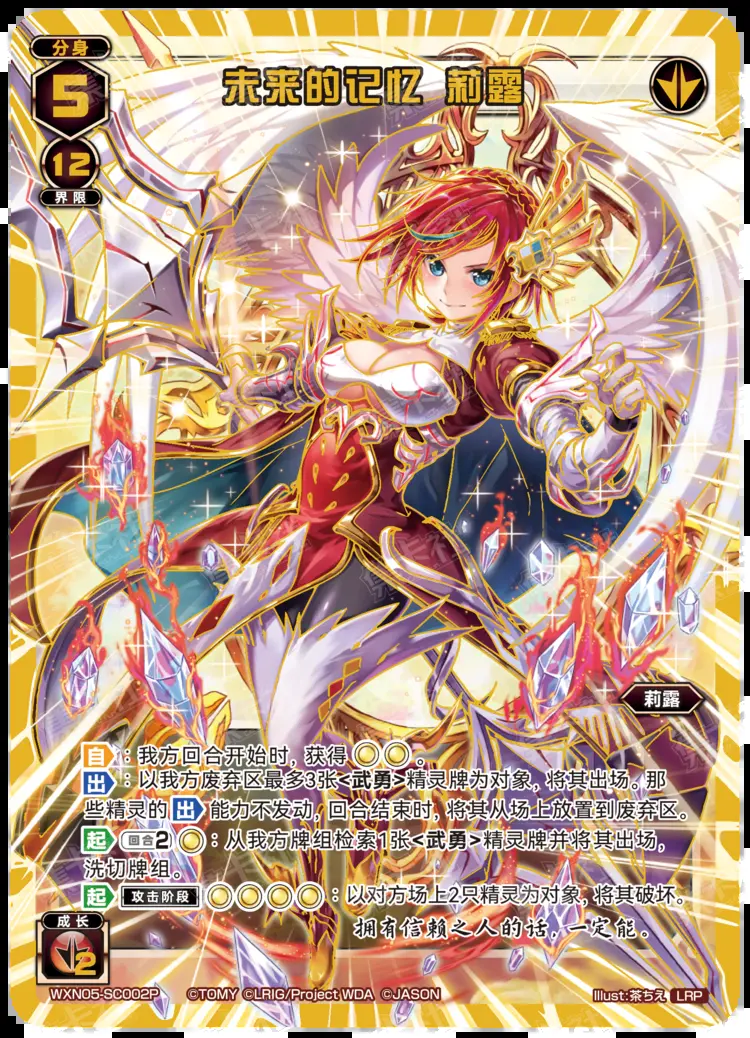 分身
5
未来的记忆 莉露
12
界限
莉露
自：我方回合开始时，获得。
出：以我方废弃区最多3张<武勇>精灵牌为对象，将其出场。那
些精灵的出能力不发动，回合结束时，将其从场上放置到废弃区。
起 回合2：从我方牌组检索1张<武勇>精灵牌并将其出场，
洗切牌组。
起 攻击阶段：以对方场上2只精灵为对象，将其破坏。
拥有信赖之人的话，一定能。
成长
2
WXN05-SC002P ©TOMY ©LRIG/Project WDA ©JASON Illust:茶ちえ LRP